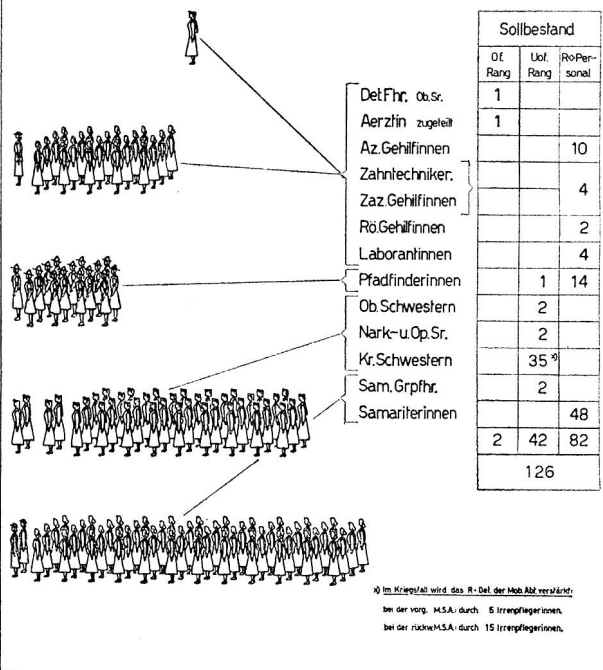 Sollbestand
Of. Rang Uof. Rang R+Per-
sonal
Det.Fhr. Ob.Sr. 1
Aerztin zugeteilt 1
Az.Gehilfinnen 10
Zahntechniker.
Zaz.Gehilfinnen 4
Rö.Gehilfinnen 2
Laborantinnen 4
Pfadfinderinnen 1 14
Ob.Schwestern 2
Nark-u.Op.Sr. 2
Kr.Schwestern 35 x)
Sam.Grpfhr. 2
Samariterinnen 48
2 42 82
126
x) Im Kriegsfall wird das R-Det. der Mob.Abt. verstärkt:
bei der vorg. M.S.A.: durch 5 Irrenpflegerinnen,
bei der rückw.M.S.A.: durch 15 Irrenpflegerinnen.